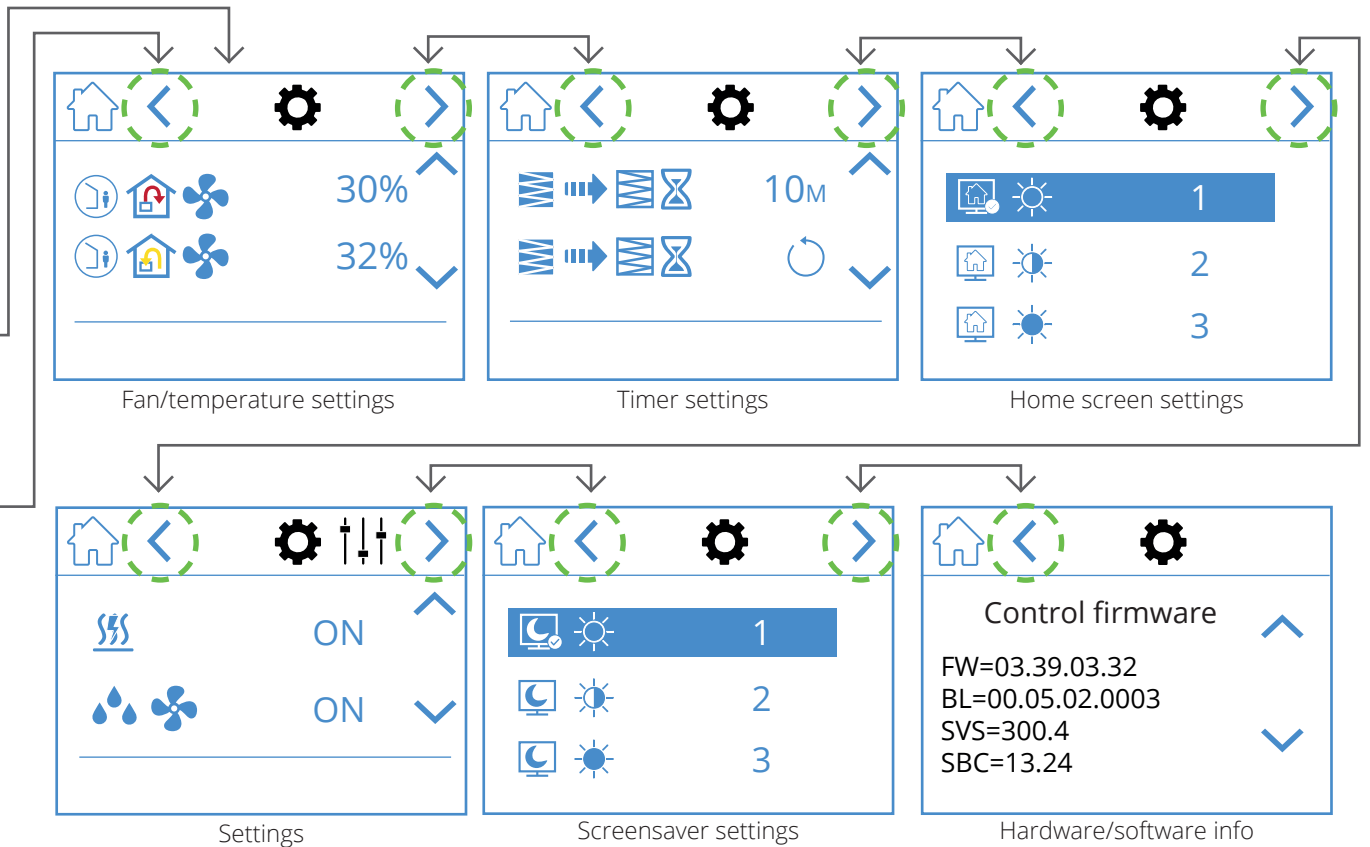 30%
32%
Fan/temperature settings
10M
Timer settings
1
2
3
Home screen settings
ON
ON
Settings
1
2
3
Screensaver settings
Control firmware
FW=03.39.03.32
BL=00.05.02.0003
SVS=300.4
SBC=13.24
Hardware/software info